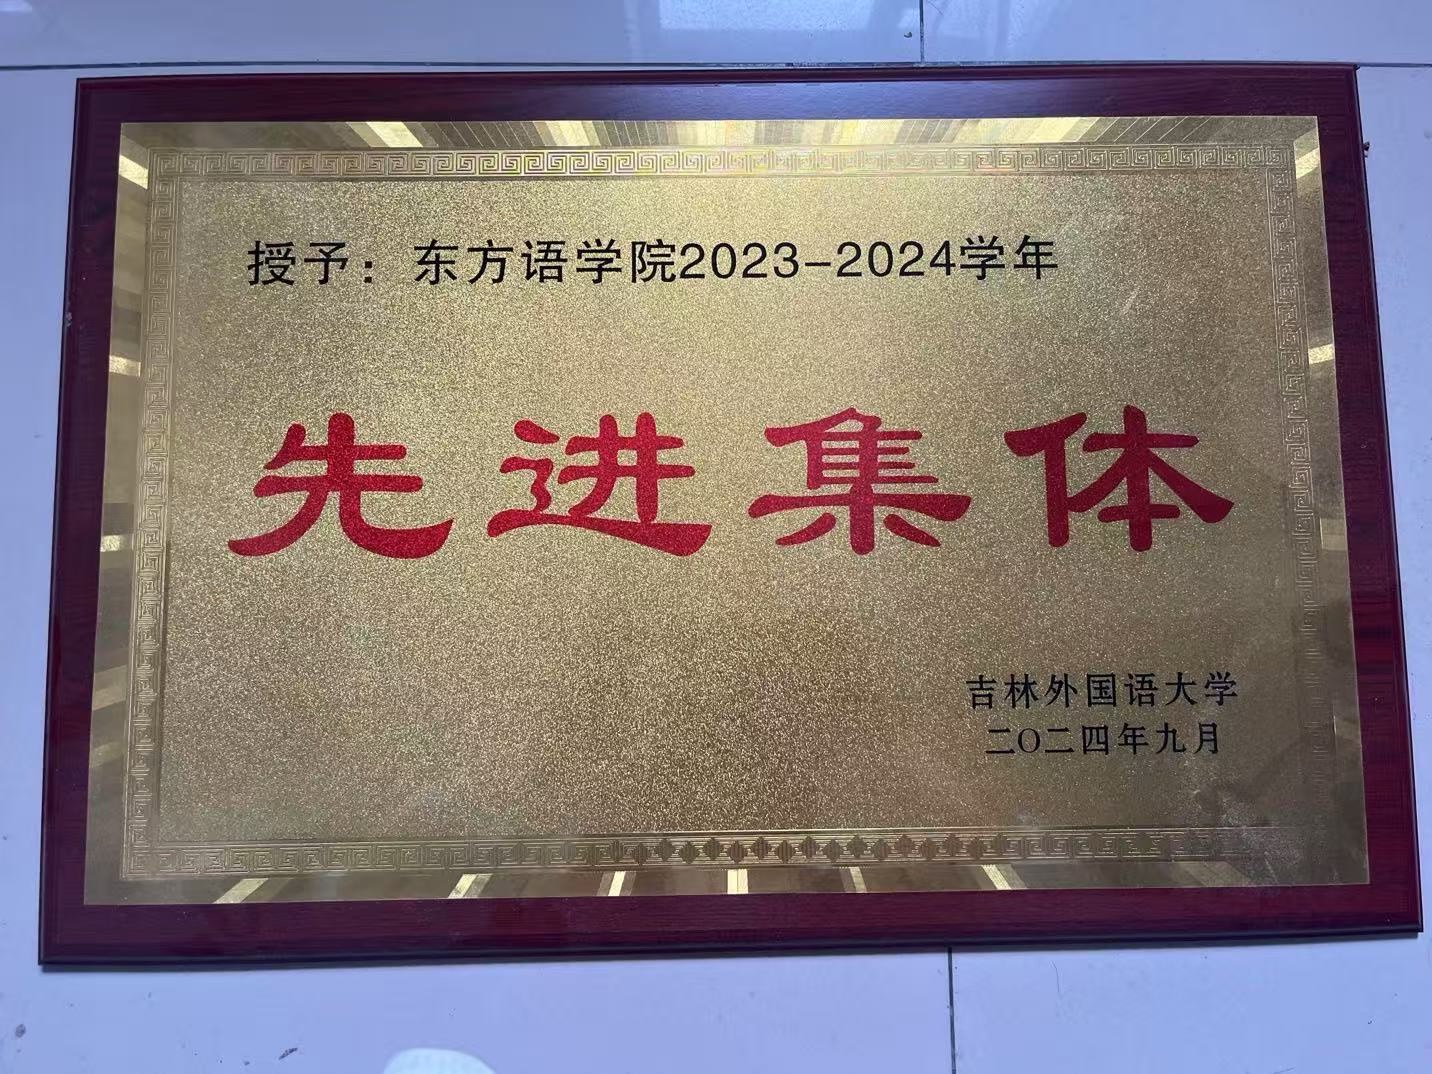 授予：东方语学院2023-2024学年
先进集体
吉林外国语大学
二〇二四年九月